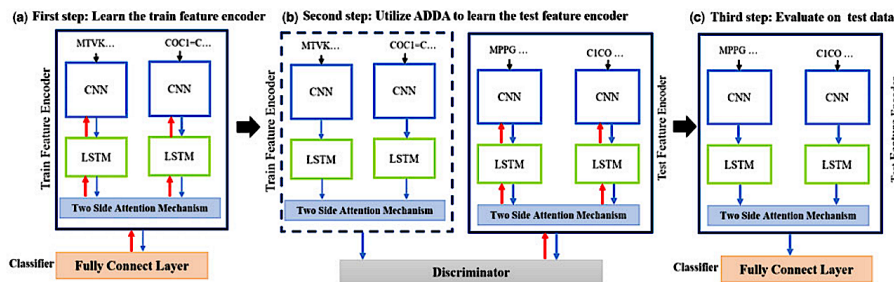 (a) First step: Learn the train feature encoder
MTVK... COC1=C...
Train Feature Encoder
CNN CNN
LSTM LSTM
Two Side Attention Mechanism
Classifier Fully Connect Layer
(b) Second step: Utilize ADDA to learn the test feature encoder
MTVK... COC1=C...
Train Feature Encoder
CNN CNN
LSTM LSTM
Two Side Attention Mechanism
MPPG ... C1CO ...
CNN CNN
LSTM LSTM
Two Side Attention Mechanism
Test Feature Encoder
Discriminator
(c) Third step: Evaluate on test data
MPPG ... C1CO ...
CNN CNN
LSTM LSTM
Two Side Attention Mechanism
Feature Encoder
Classifier Fully Connect Layer